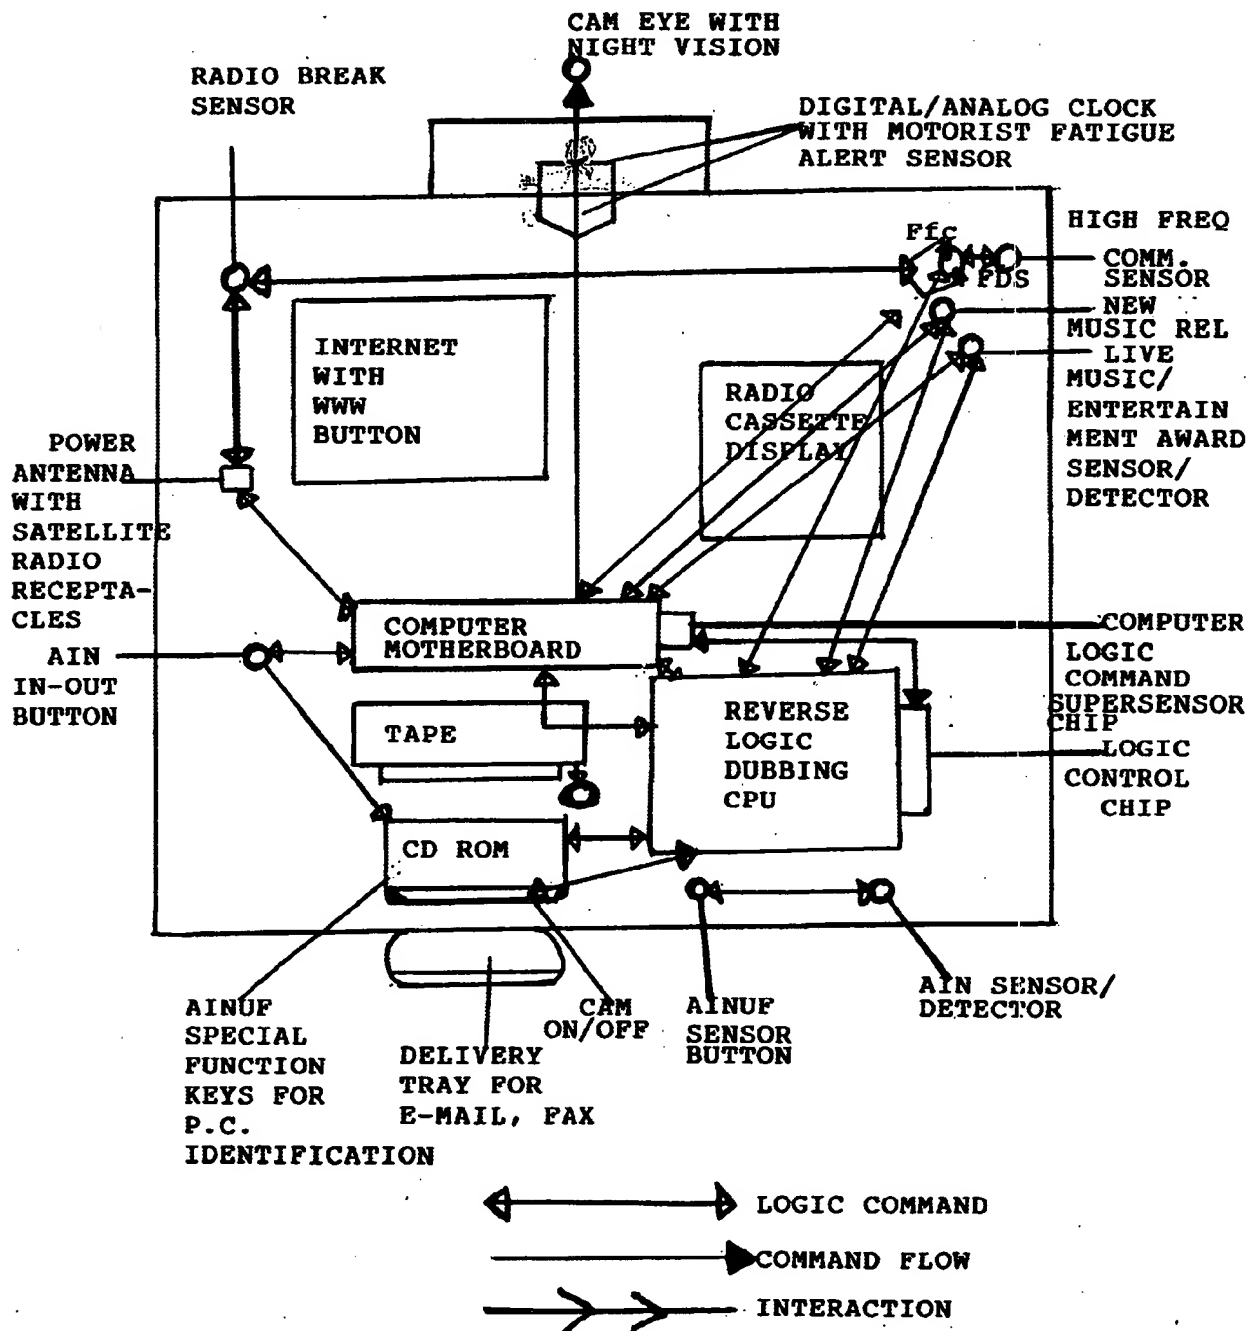 CAM EYE WITH
NIGHT VISION
RADIO BREAK
SENSOR
DIGITAL/ANALOG CLOCK
WITH MOTORIST FATIGUE
ALERT SENSOR
HIGH FREQ
COMM.
SENSOR
Ffc
FDS
NEW
MUSIC REL
LIVE
MUSIC/
ENTERTAIN
MENT AWARD
SENSOR/
DETECTOR
INTERNET
WITH
WWW
BUTTON
RADIO
CASSETTE
DISPLAY
POWER
ANTENNA
WITH
SATELLITE
RADIO
RECEPTA-
CLES
AIN
IN-OUT
BUTTON
COMPUTER
MOTHERBOARD
COMPUTER
LOGIC
COMMAND
SUPERSENSOR
CHIP
LOGIC
CONTROL
CHIP
TAPE
REVERSE
LOGIC
DUBBING
CPU
CD ROM
AINUF
SPECIAL
FUNCTION
KEYS FOR
P.C.
IDENTIFICATION
DELIVERY
TRAY FOR
E-MAIL, FAX
CAM
ON/OFF
AINUF
SENSOR
BUTTON
AIN SENSOR/
DETECTOR
LOGIC COMMAND
COMMAND FLOW
INTERACTION